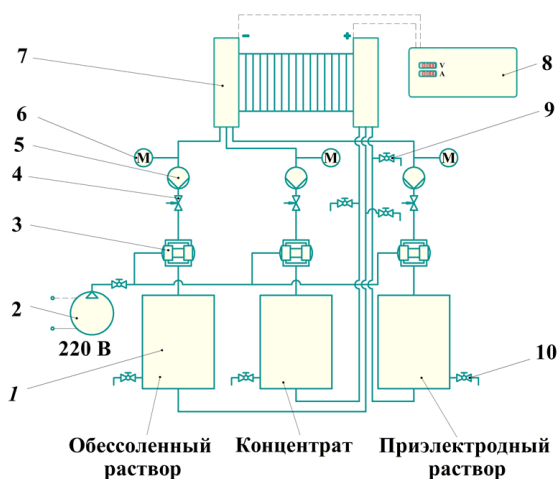 - +
7
8
V
A
6
М
М
М
9
5
4
3
2
220 В
1
10
Обессоленный
раствор
Концентрат
Приэлектродный
раствор